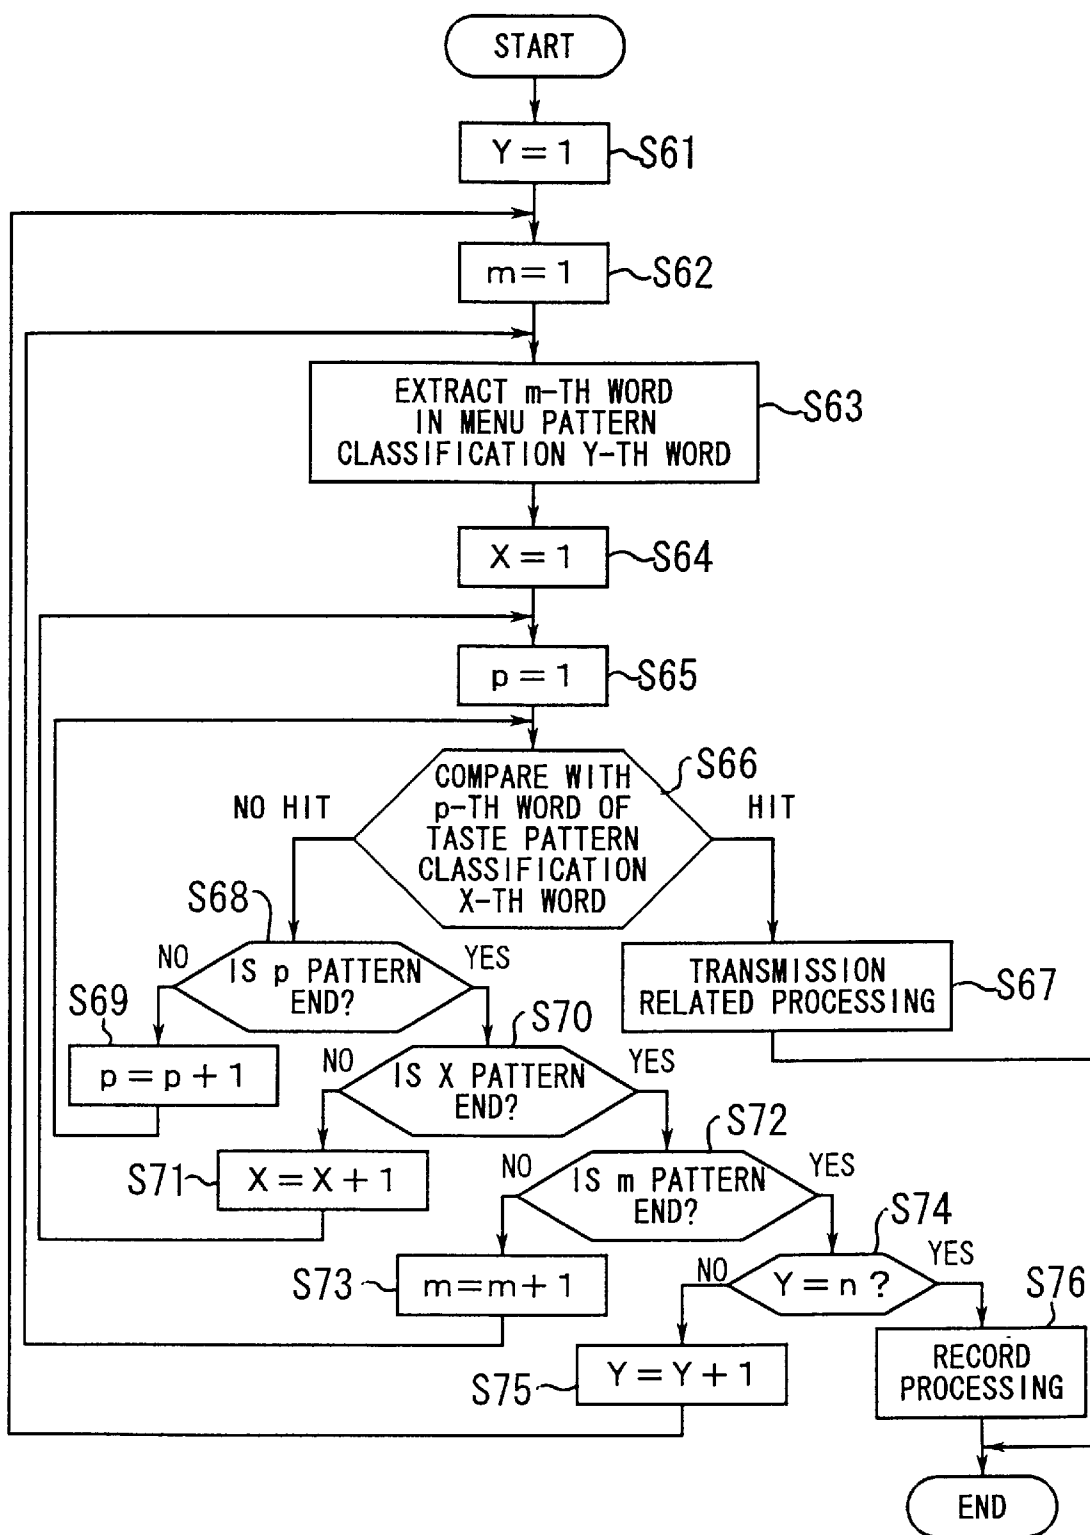 START
Y = 1
S61
m = 1
S62
EXTRACT m-TH WORD
IN MENU PATTERN
CLASSIFICATION Y-TH WORD
S63
X = 1
S64
p = 1
S65
COMPARE WITH
p-TH WORD OF
TASTE PATTERN
CLASSIFICATION
X-TH WORD
S66
NO HIT
HIT
S68
NO
IS p PATTERN
END?
YES
TRANSMISSION
RELATED PROCESSING
S67
S69
p = p + 1
S70
NO
IS X PATTERN
END?
YES
S71
X = X + 1
S72
NO
IS m PATTERN
END?
YES
S73
m = m + 1
S74
NO
Y = n ?
YES
S75
Y = Y + 1
S76
RECORD
PROCESSING
END